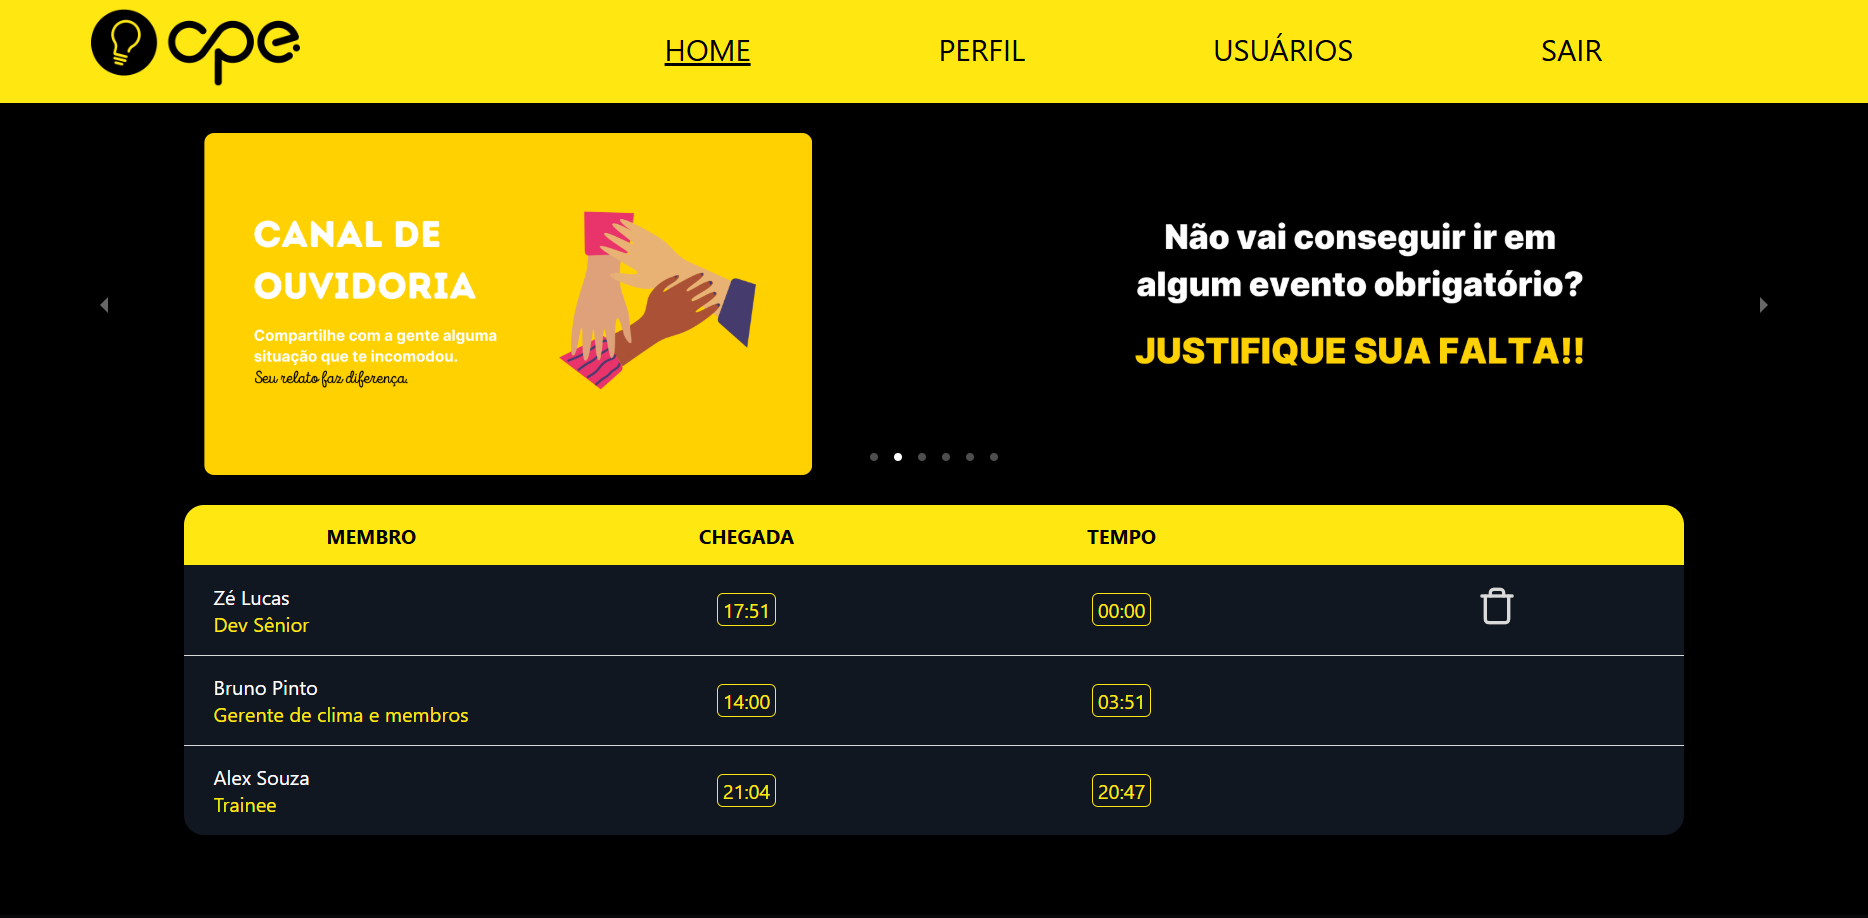 cpe.
HOME
PERFIL
USUÁRIOS
SAIR
CANAL DE
OUVIDORIA
Compartilhe com a gente alguma
situação que te incomodou.
Seu relato faz diferença.
Não vai conseguir ir em
algum evento obrigatório?
JUSTIFIQUE SUA FALTA!!
MEMBRO CHEGADA TEMPO
Zé Lucas
Dev Sênior
17:51 00:00
Bruno Pinto
Gerente de clima e membros
14:00 03:51
Alex Souza
Trainee
21:04 20:47